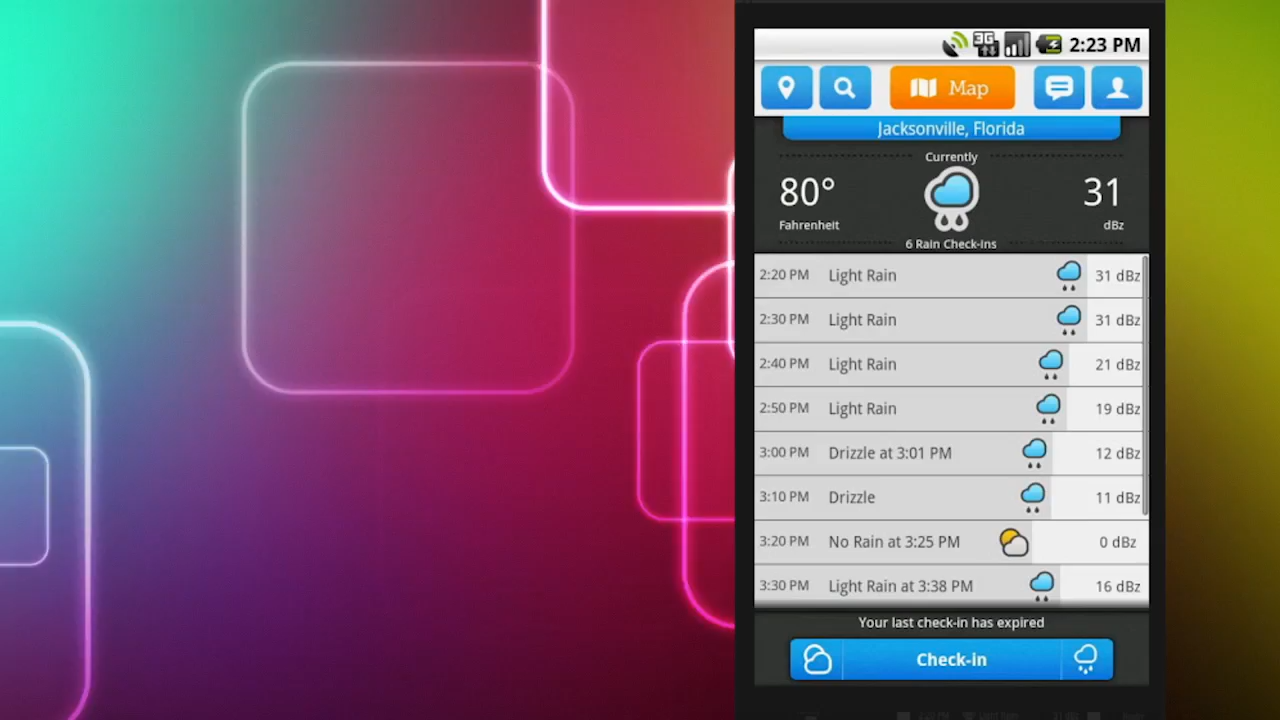 3G 2:23 PM
Map
Jacksonville, Florida
Currently
80° 31
Fahrenheit dBz
6 Rain Check-Ins
2:20 PM Light Rain 31 dBz
2:30 PM Light Rain 31 dBz
2:40 PM Light Rain 21 dBz
2:50 PM Light Rain 19 dBz
3:00 PM Drizzle at 3:01 PM 12 dBz
3:10 PM Drizzle 11 dBz
3:20 PM No Rain at 3:25 PM 0 dBz
3:30 PM Light Rain at 3:38 PM 16 dBz
Your last check-in has expired
Check-in